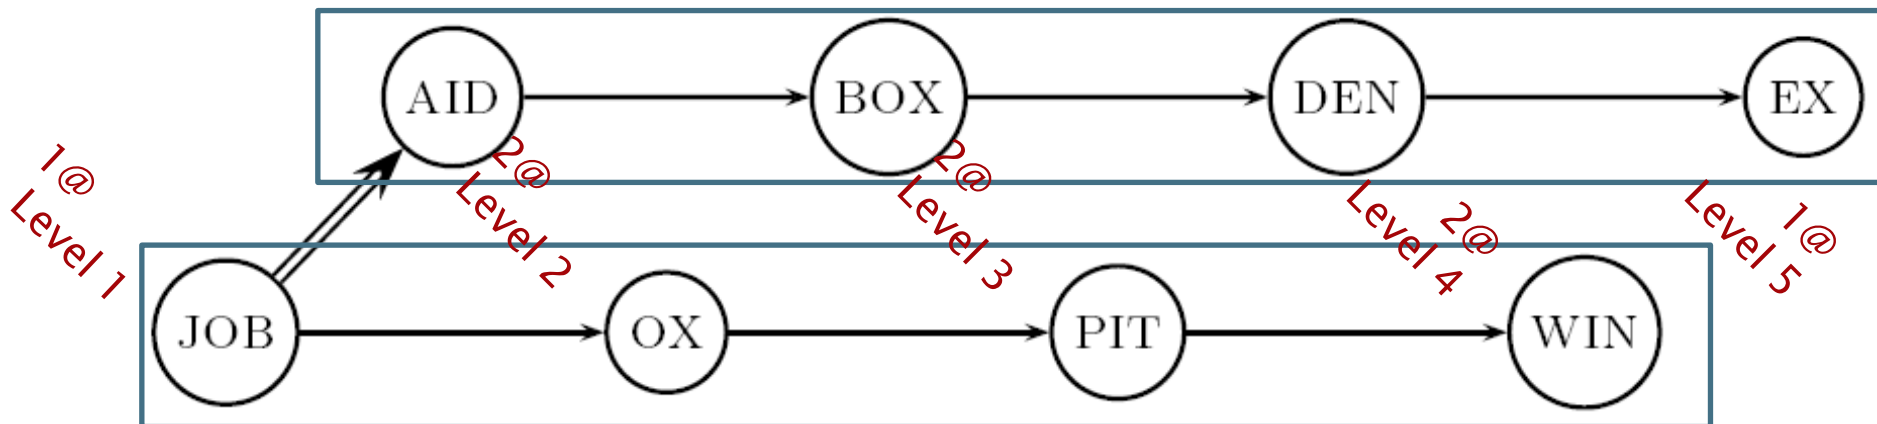 AID
BOX
DEN
EX
1@
Level 1
2@
Level 2
2@
Level 3
2@
Level 4
1@
Level 5
JOB
OX
PIT
WIN